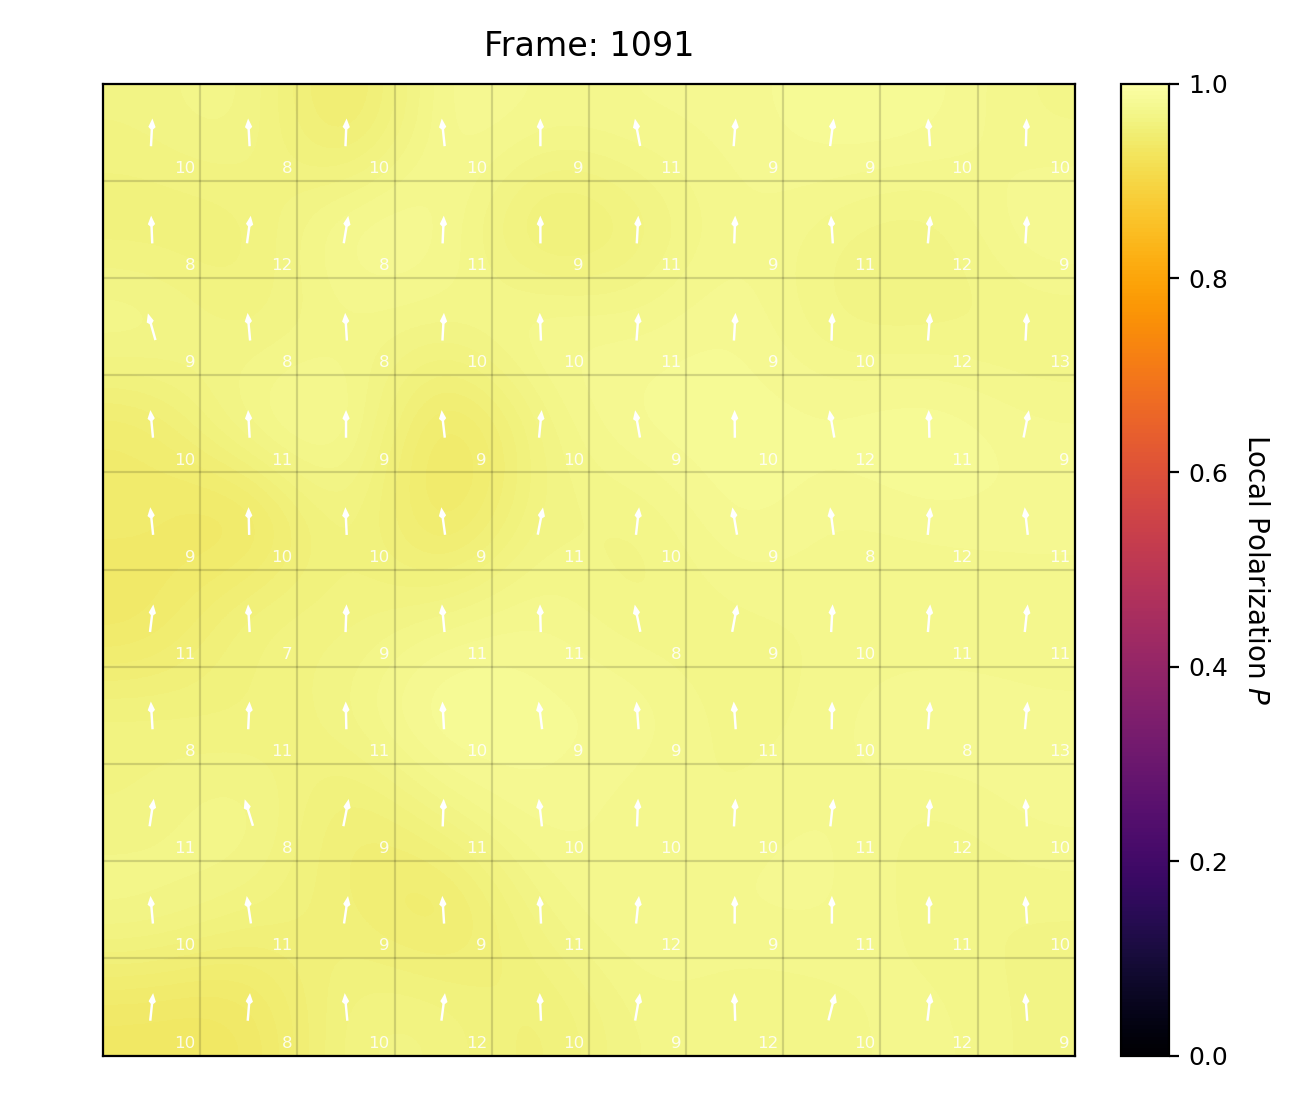 Frame: 1091
10 8 10 10 9 11 9 9 10 10
8 12 8 11 9 11 9 11 12 9
9 8 8 10 10 11 9 10 12 13
10 11 9 9 10 9 10 12 11 9
9 10 10 9 11 10 9 8 12 11
11 7 9 11 11 8 9 10 11 11
8 11 11 10 9 9 11 10 8 13
11 8 9 11 10 10 10 11 12 10
10 11 9 9 11 12 9 11 11 10
10 8 10 12 10 9 12 10 12 9
1.0
0.8
0.6
0.4
0.2
0.0
Local Polarization P